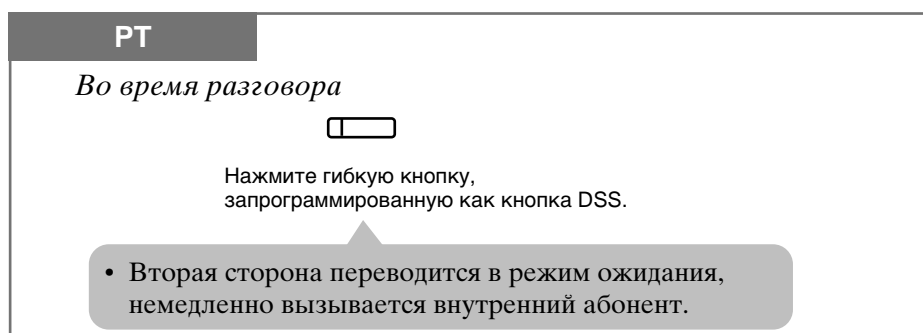 PT
Во время разговора
Нажмите гибкую кнопку,
запрограммированную как кнопка DSS.
• Вторая сторона переводится в режим ожидания,
немедленно вызывается внутренний абонент.